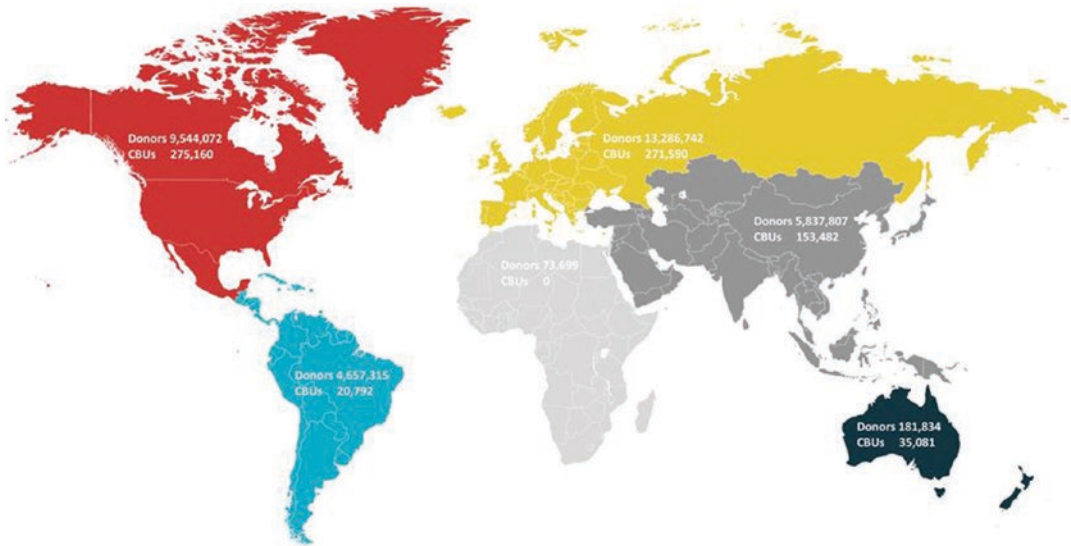 Donors 9,544,072
CBUs 275,160
Donors 13,286,742
CBUs 271,590
Donors 5,837,807
CBUs 153,482
Donors 73,699
CBUs 0
Donors 4,657,315
CBUs 20,792
Donors 181,834
CBUs 35,081